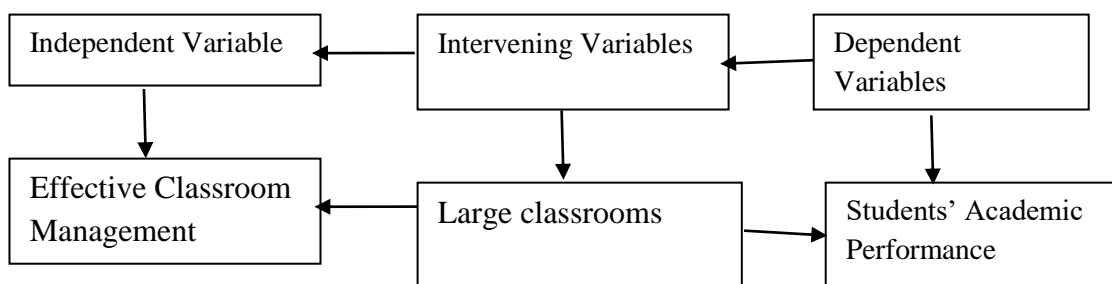 Independent Variable
Intervening Variables
Dependent
Variables
Effective Classroom
Management
Large classrooms
Students’ Academic
Performance